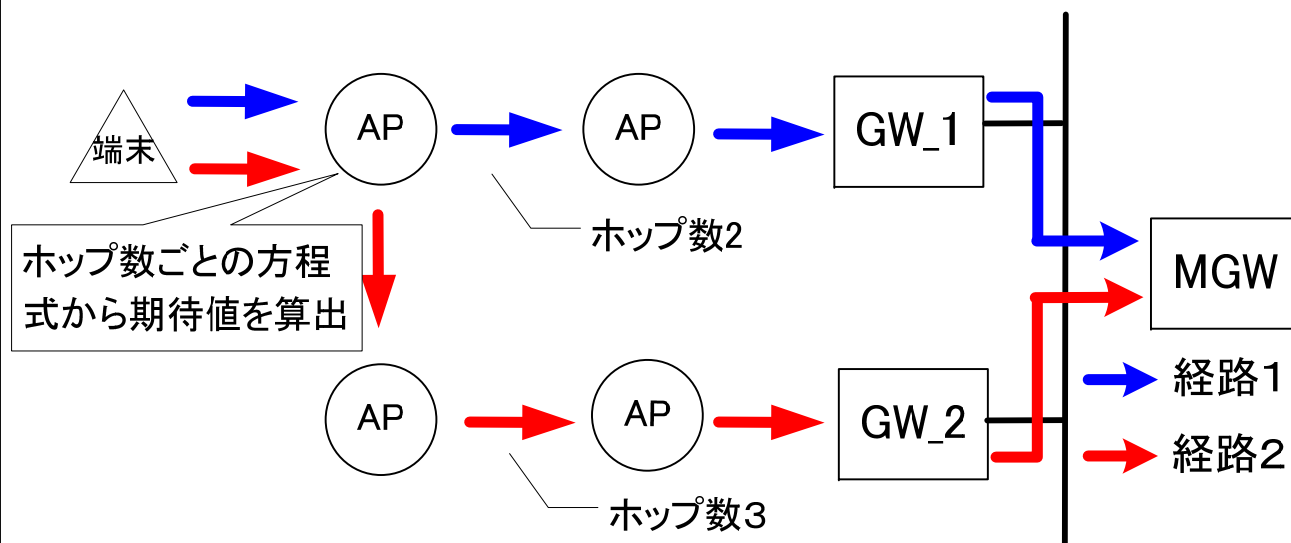 端末
AP
AP
GW_1
ホップ数2
ホップ数ごとの方程
式から期待値を算出
MGW
AP
AP
GW_2
ホップ数3
経路1
経路2